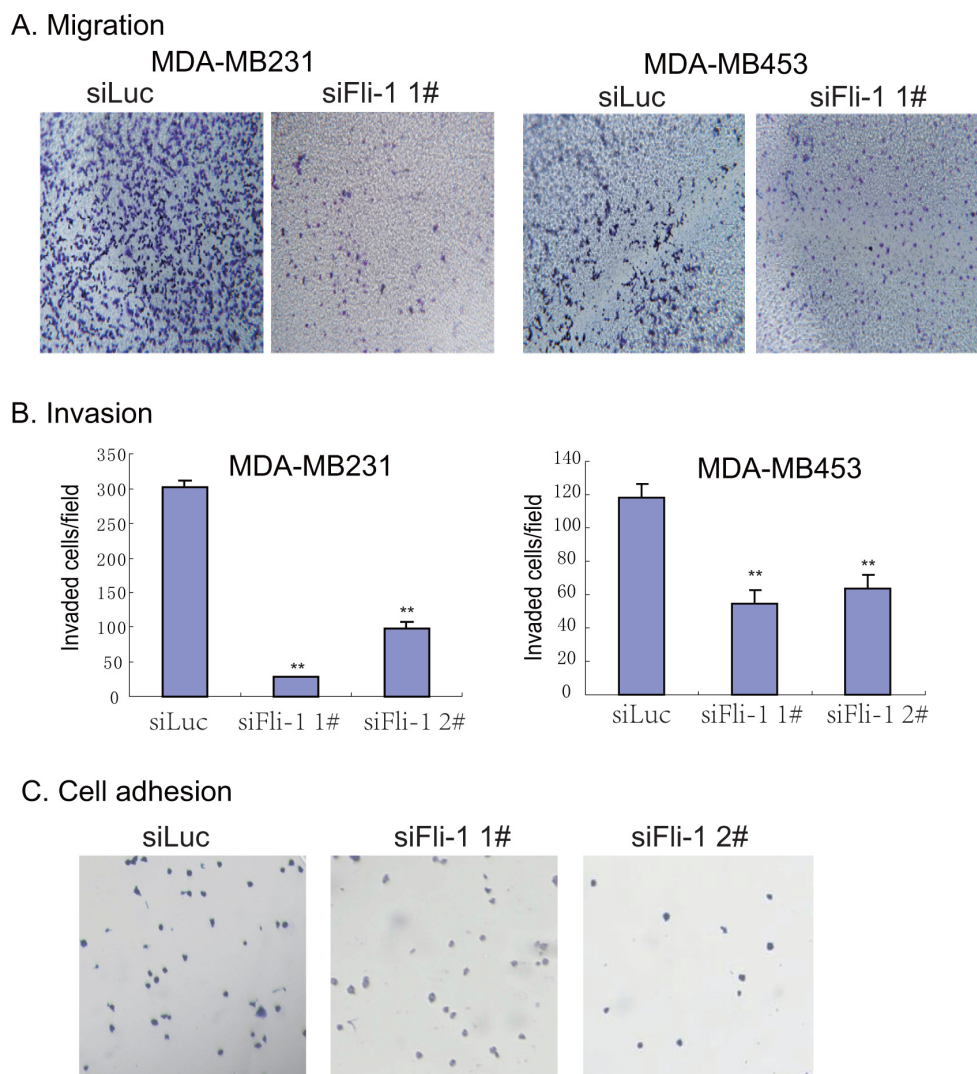 A. Migration
MDA-MB231 MDA-MB453
siLuc siFli-1 1# siLuc siFli-1 1#
B. Invasion
MDA-MB231
Invaded cells/field
350
300
250
200
150
100
50
0
**
**
siLuc siFli-1 1# siFli-1 2#
MDA-MB453
Invaded cells/field
140
120
100
80
60
40
20
0
**
**
siLuc siFli-1 1# siFli-1 2#
C. Cell adhesion
siLuc siFli-1 1# siFli-1 2#